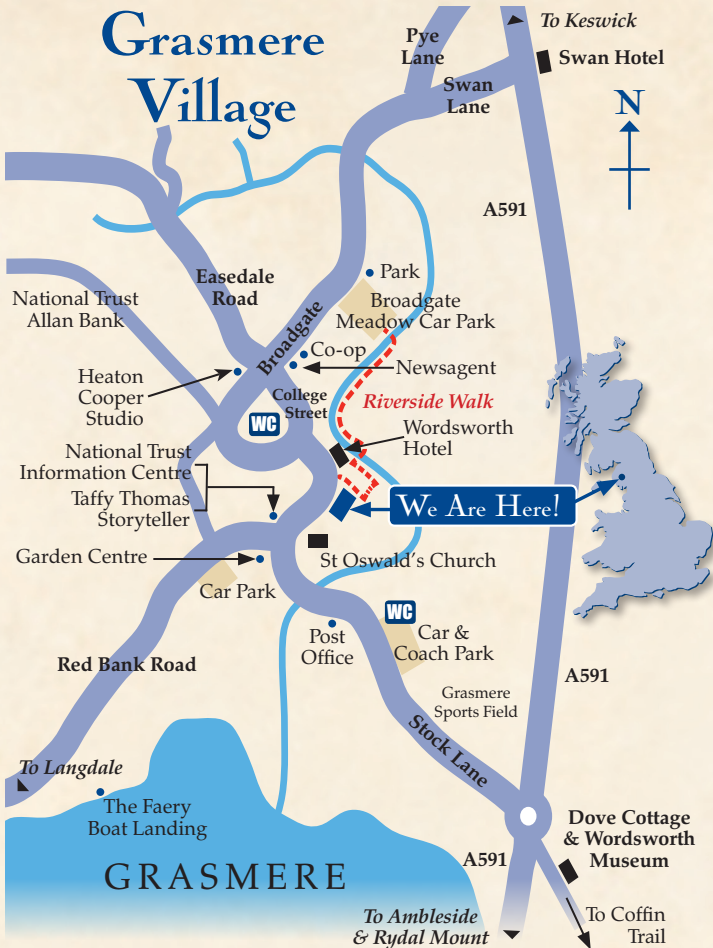 Grasmere
Village
To Keswick
Pye
Lane
Swan Hotel
Swan
Lane
N
A591
Park
Easedale
Road
National Trust
Allan Bank
Broadgate
Meadow Car Park
Broadgate
Co-op
Newsagent
Heaton
Cooper
Studio
College
Street
Riverside Walk
WC
Wordsworth
Hotel
National Trust
Information Centre
Taffy Thomas
Storyteller
We Are Here!
Garden Centre
St Oswald's Church
Car Park
WC
Post
Office
Car &
Coach Park
Red Bank Road
A591
Grasmere
Sports Field
Stock Lane
To Langdale
The Faery
Boat Landing
Dove Cottage
& Wordsworth
Museum
GRASMERE
A591
To Ambleside
& Rydal Mount
To Coffin
Trail